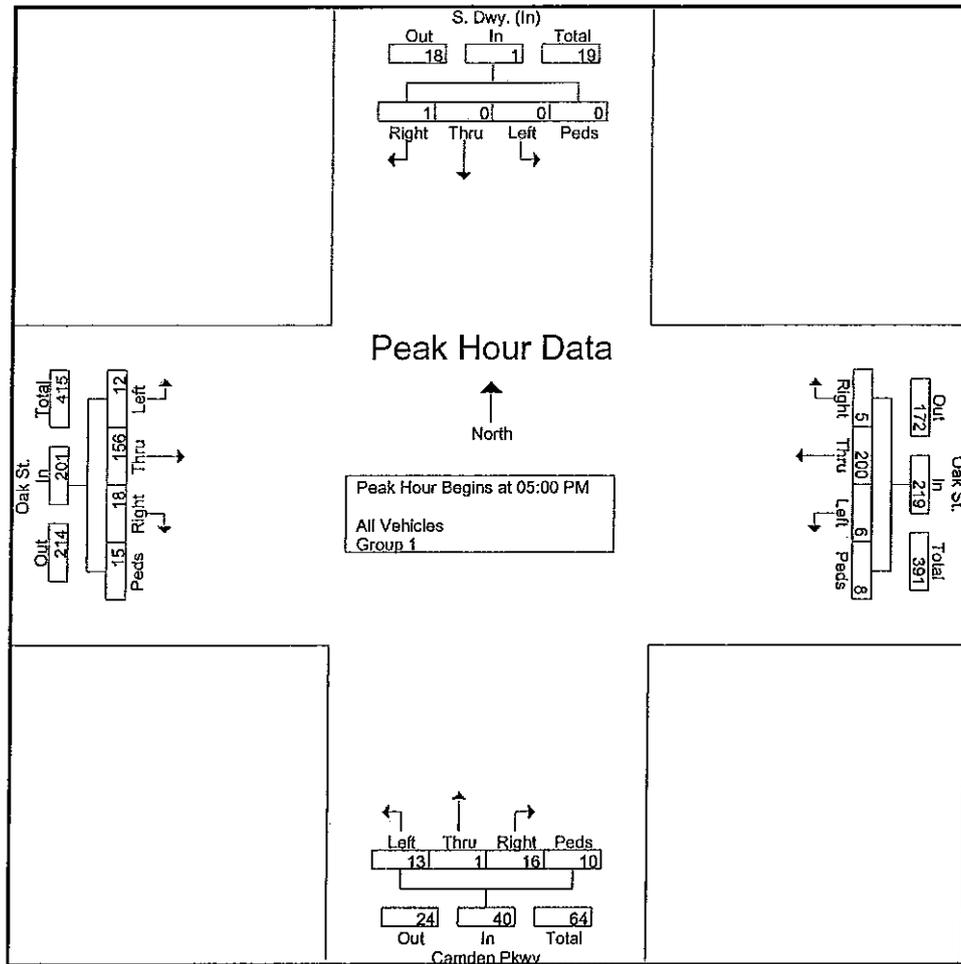 S. Dwy. (In)
Out In Total
18 1 19
1 0 0 0
Right Thru Left Peds
Peak Hour Data
North
Peak Hour Begins at 05:00 PM
All Vehicles
Group 1
Oak St.
Total In Out
415 201 214
12 156 18 15
Left Thru Right Peds
Right Thru Left Peds
5 200 6 8
172 219 391
Out In Total
Oak St.
Left Thru Right Peds
13 1 16 10
24 40 64
Out In Total
Camden Pkwy